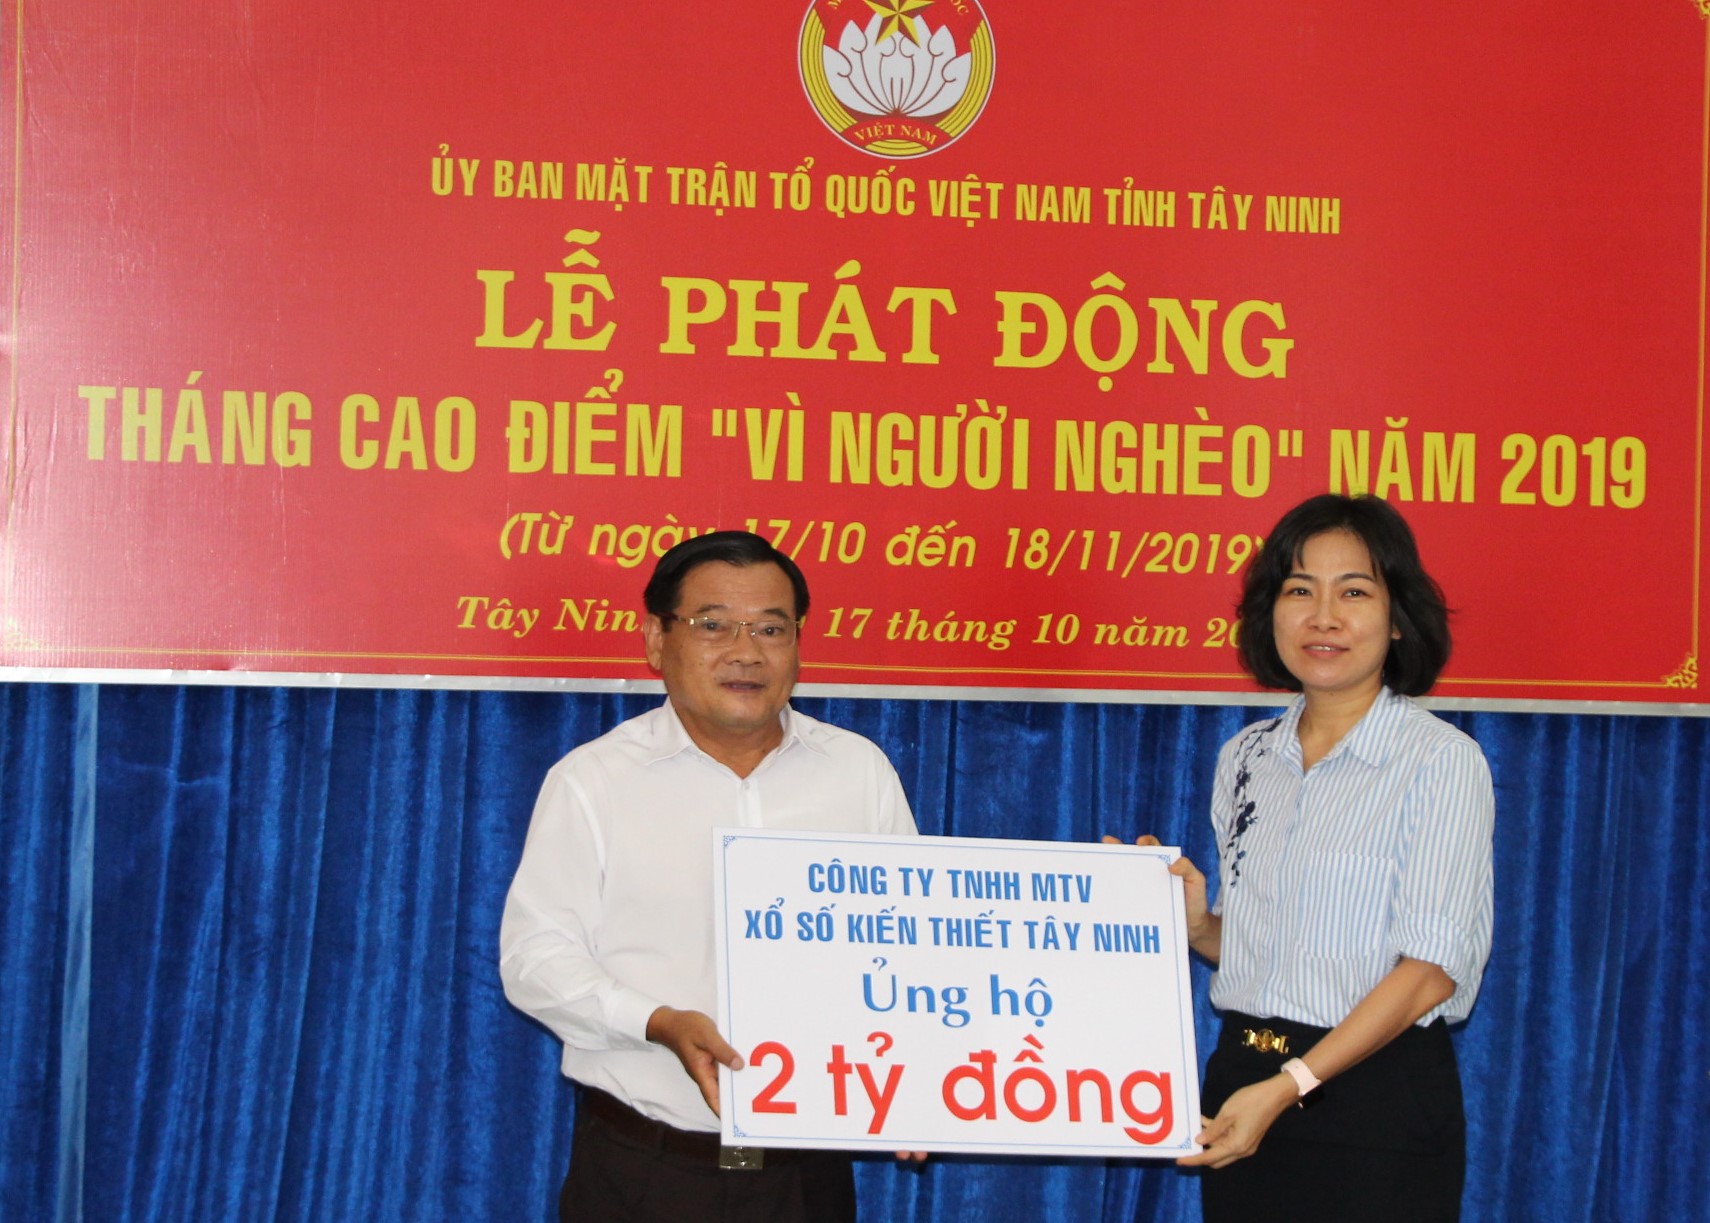 VIỆT NAM
ỦY BAN MẶT TRẬN TỔ QUỐC VIỆT NAM TỈNH TÂY NINH
LỄ PHÁT ĐỘNG
THÁNG CAO ĐIỂM "VÌ NGƯỜI NGHÈO" NĂM 2019
(Từ ngày 17/10 đến 18/11/2019)
Tây Ninh 17 tháng 10 năm
CÔNG TY TNHH MTV
XỔ SỐ KIẾN THIẾT TÂY NINH
Ủng hộ
2 tỷ đồng